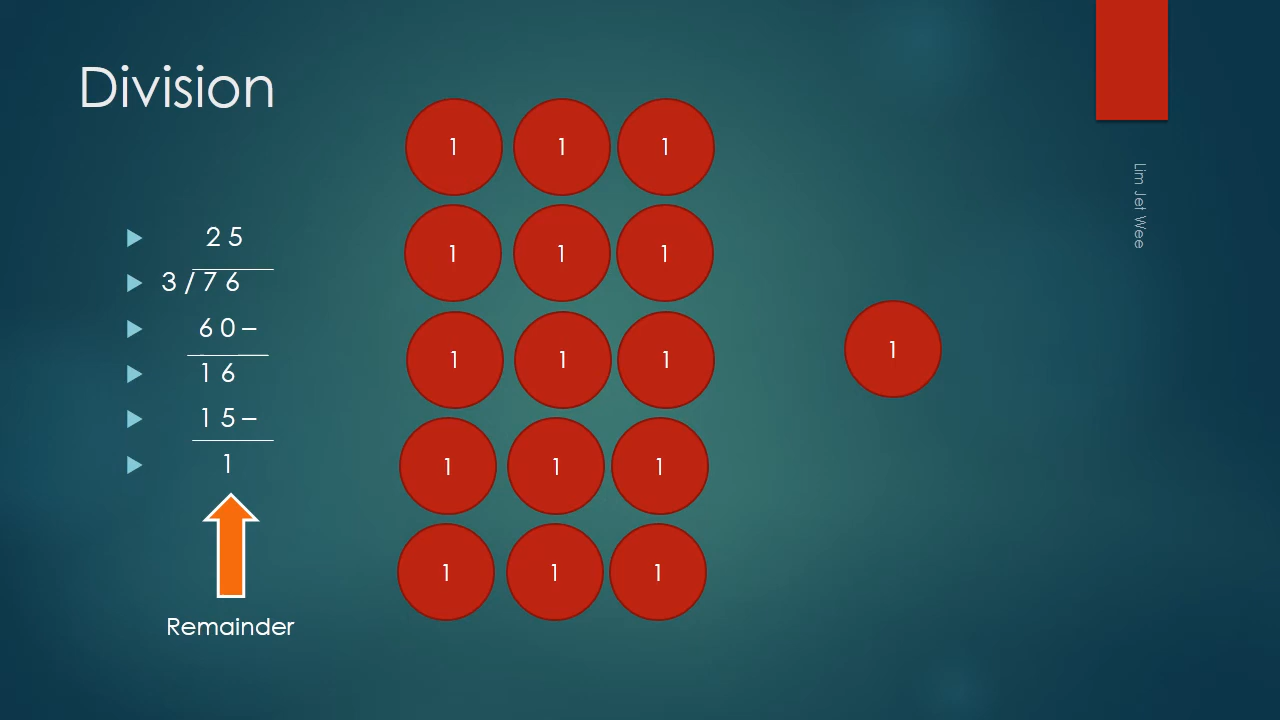 Division
2 5
3 / 7 6
6 0 –
1 6
1 5 –
1
Remainder
1 1 1
1 1 1
1 1 1
1 1 1
1 1 1
1
Lim Jet Wee